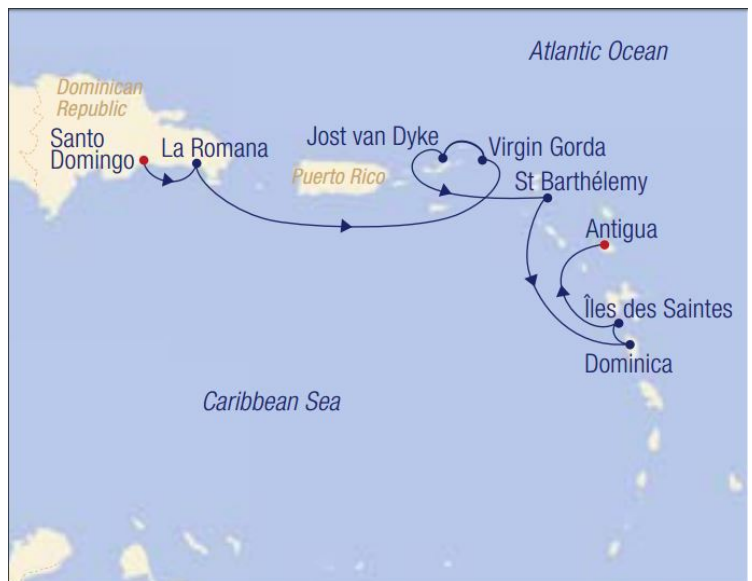 Atlantic Ocean
Dominican
Republic
Santo
Domingo
La Romana
Puerto Rico
Jost van Dyke
Virgin Gorda
St Barthélemy
Antigua
Îles des Saintes
Dominica
Caribbean Sea